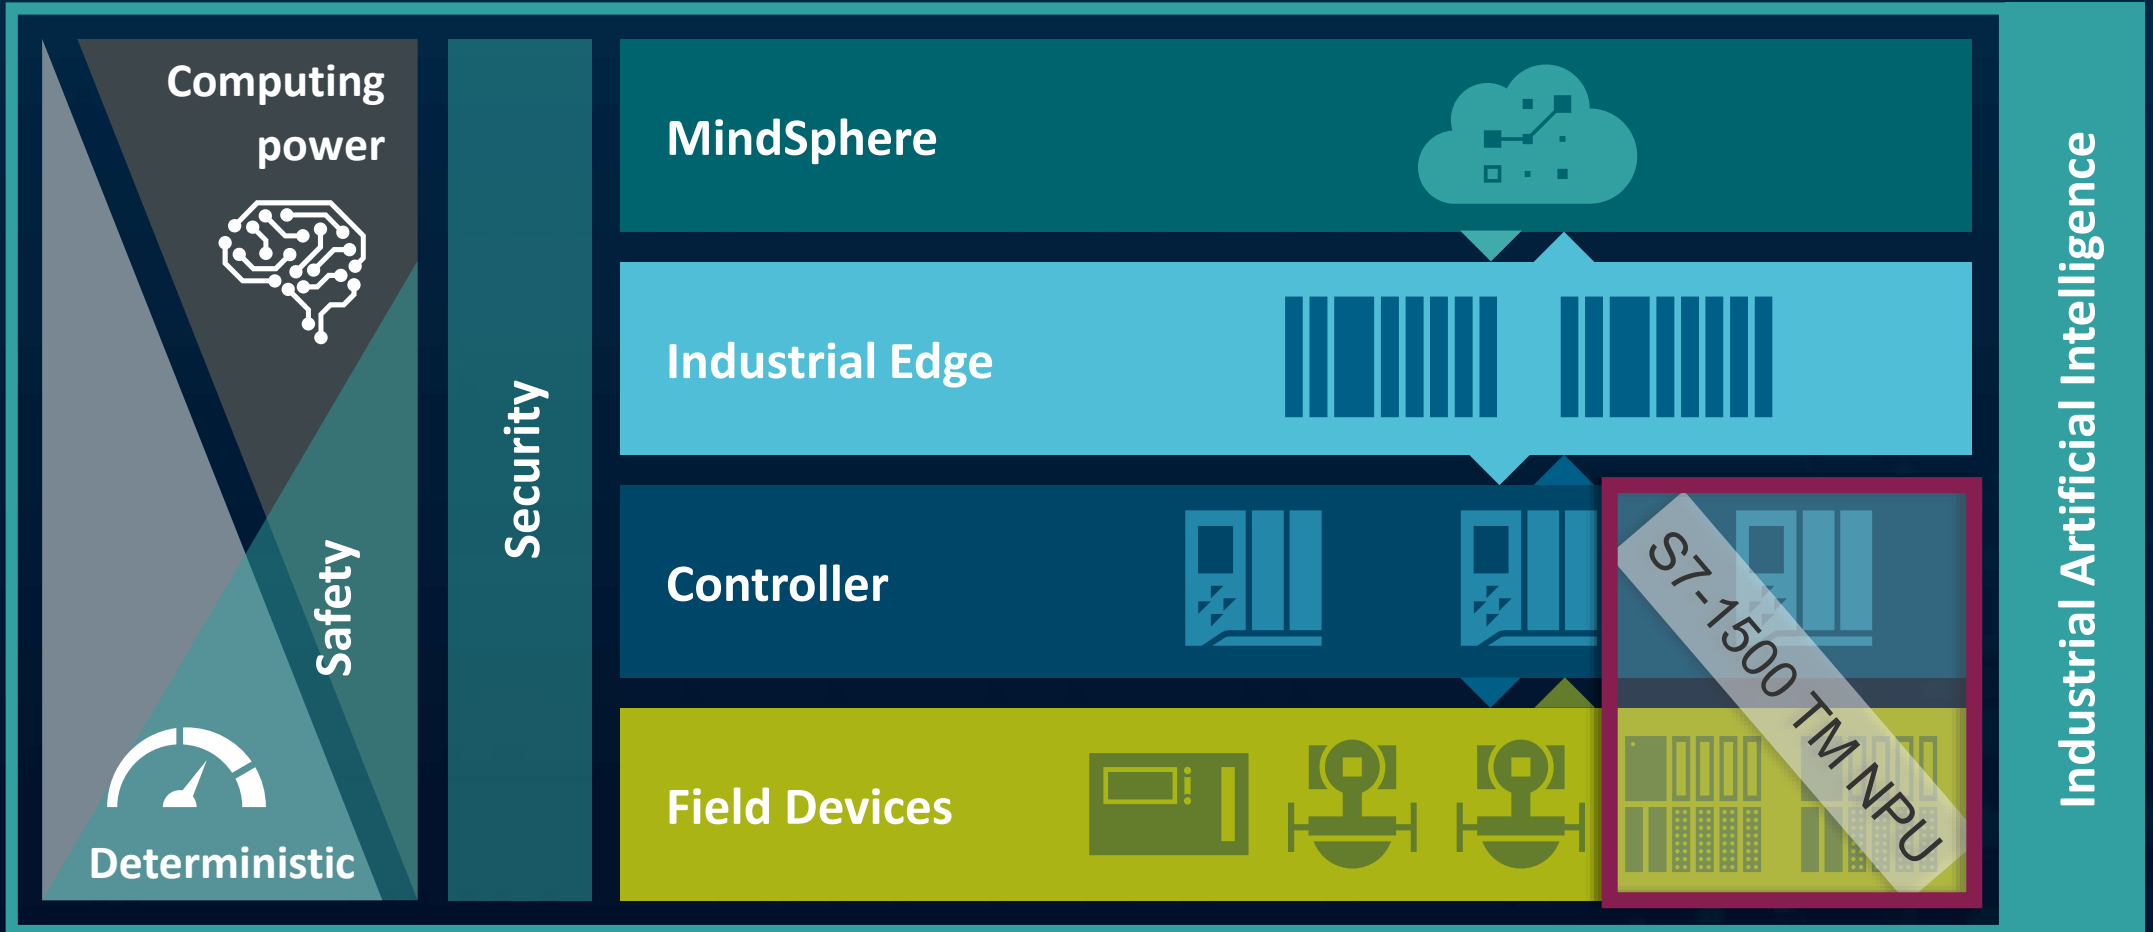 Computing
power
Safety
Deterministic
Security
MindSphere
Industrial Edge
Controller
Field Devices
S7-1500 TM NPU
Industrial Artificial Intelligence